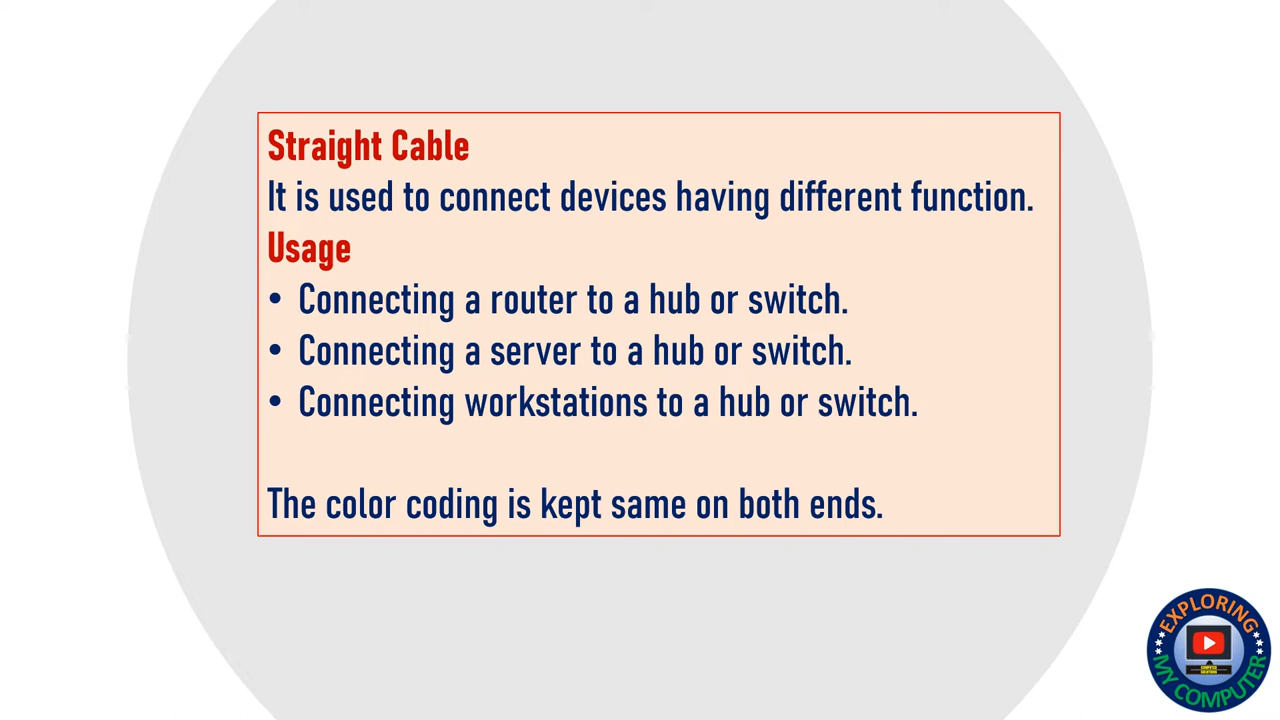 Straight Cable
It is used to connect devices having different function.
Usage
• Connecting a router to a hub or switch.
• Connecting a server to a hub or switch.
• Connecting workstations to a hub or switch.
The color coding is kept same on both ends.
EXPLORING
MY COMPUTER